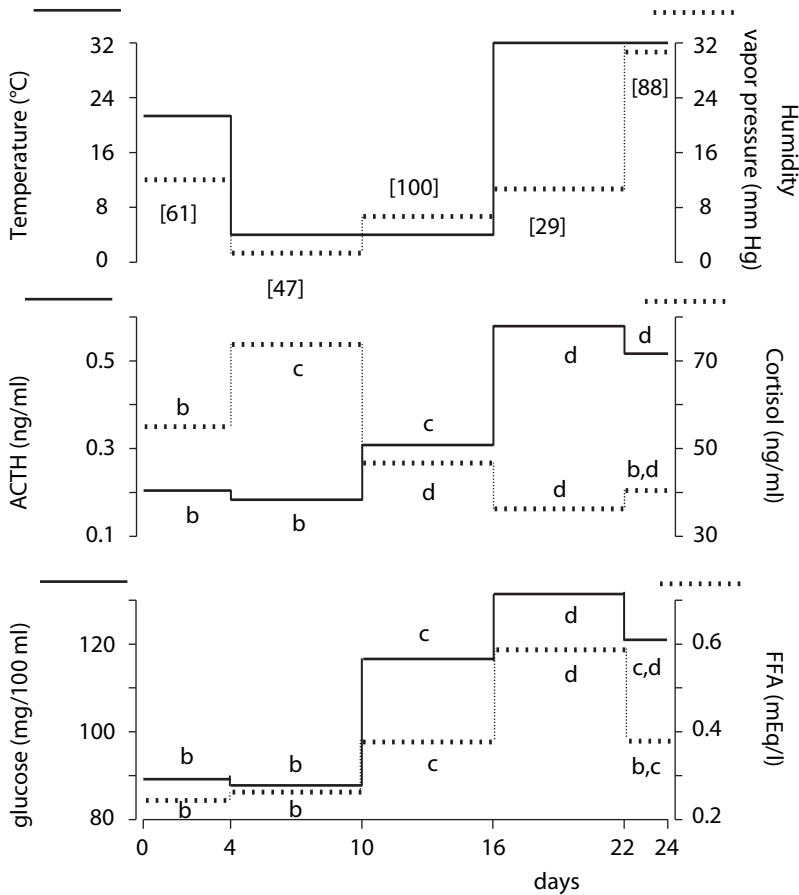 Temperature (°C)
32
24
16
8
0
[61]
[47]
[100]
[29]
[88]
32
24
16
8
0
Humidity
vapor pressure (mm Hg)
ACTH (ng/ml)
0.5
0.3
0.1
b
c
c
d
d
b
b
d
d
b,d
70
50
30
Cortisol (ng/ml)
glucose (mg/100 ml)
120
100
80
b
b
c
d
c,d
b
b
c
d
b,c
0.6
0.4
0.2
FFA (mEq/l)
0 4 10 16 22 24
days